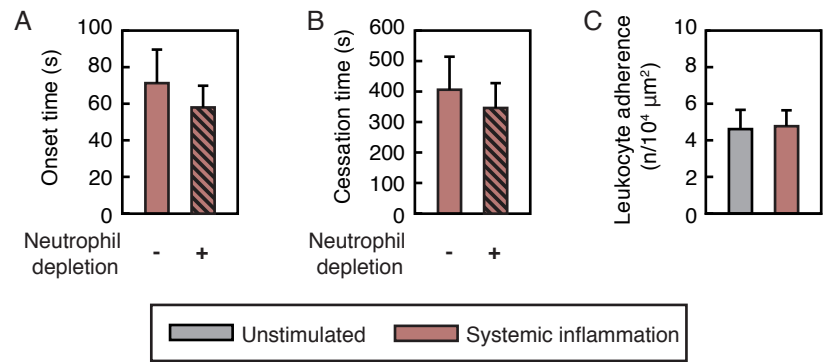 A
Onset time (s)
100
80
60
40
20
0
Neutrophil
depletion
-
+
B
Cessation time (s)
600
500
400
300
200
100
0
Neutrophil
depletion
-
+
C
Leukocyte adherence
(n/10⁴ µm²)
10
8
6
4
2
0
Unstimulated
Systemic inflammation